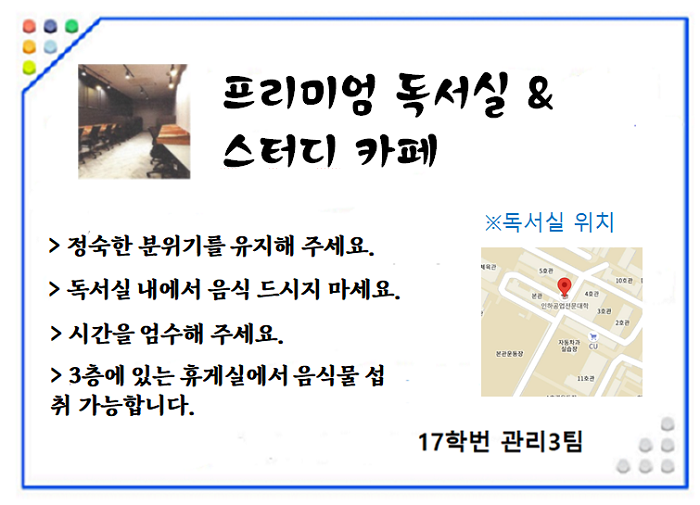 프리미엄 독서실 &
스터디 카페
※독서실 위치
> 정숙한 분위기를 유지해 주세요.
> 독서실 내에서 음식 드시지 마세요.
> 시간을 엄수해 주세요.
> 3층에 있는 휴게실에서 음식물 섭
취 가능합니다.
체육관
5호관
10호관
본관
4호관
인하공업전문대학
3호관
2호관
CU
자동차과
실습장
본관운동장
11호관
17학번 관리3팀